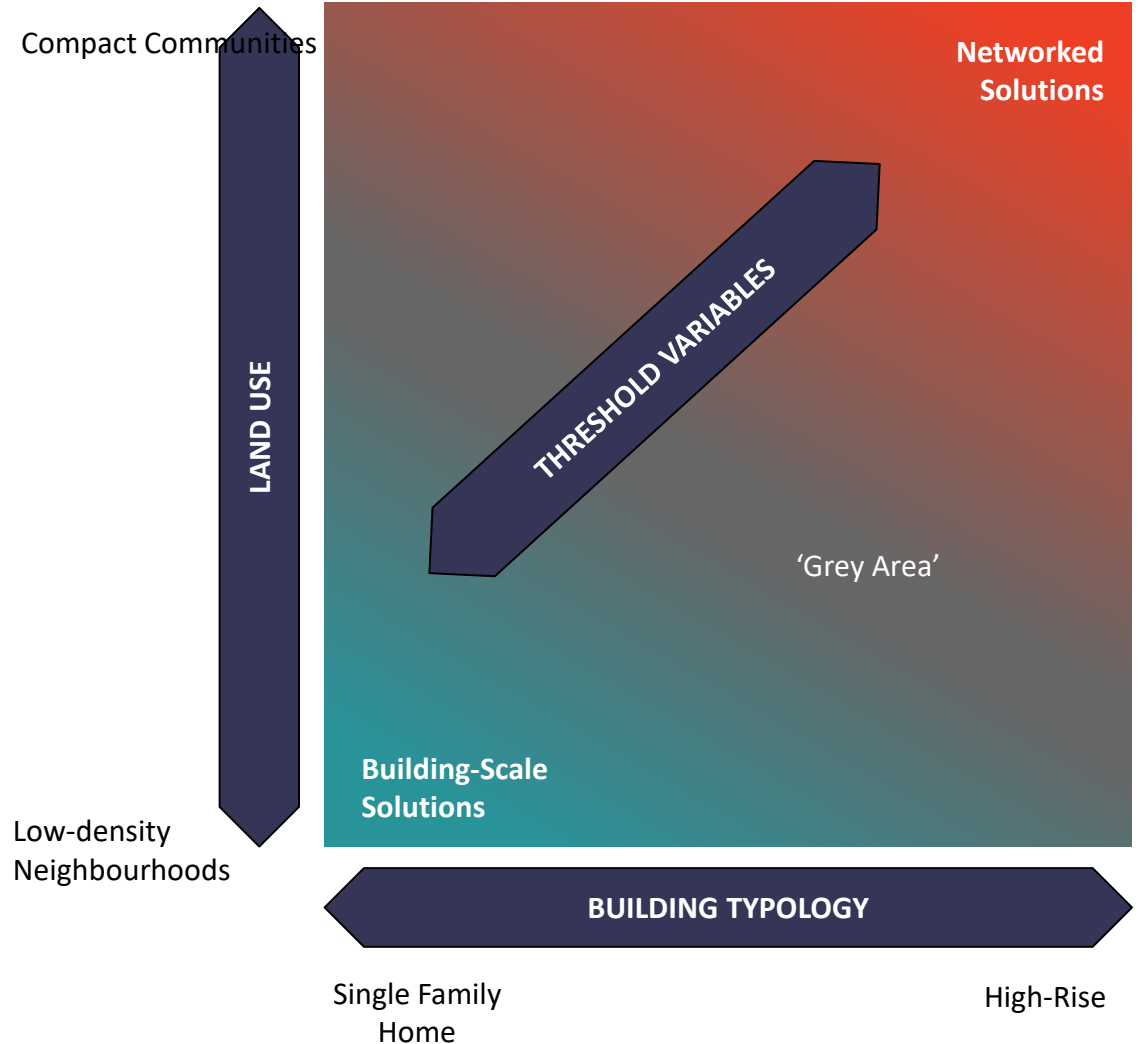 Compact Communities
Networked
Solutions
THRESHOLD VARIABLES
LAND USE
‘Grey Area’
Building-Scale
Solutions
Low-density
Neighbourhoods
BUILDING TYPOLOGY
Single Family
Home
High-Rise